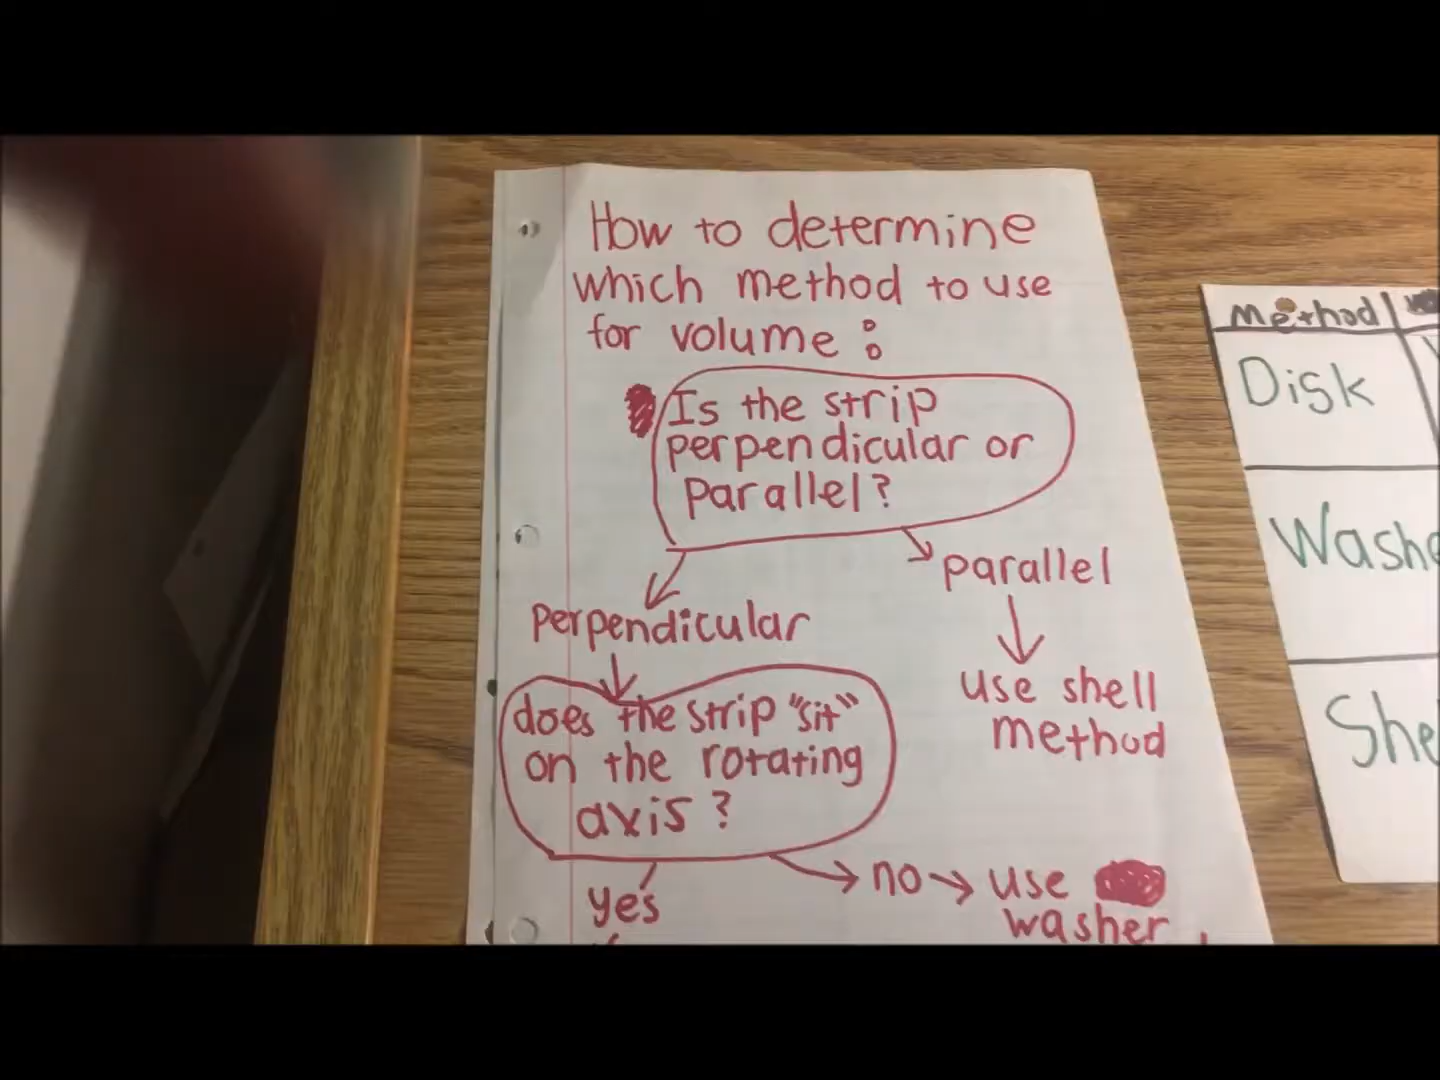 How to determine
which method to use
for volume:
Is the strip
perpendicular or
parallel?
parallel
perpendicular
use shell
method
does the strip "sit"
on the rotating
axis?
no → use
washer
yes
Method
Disk
Washe
She